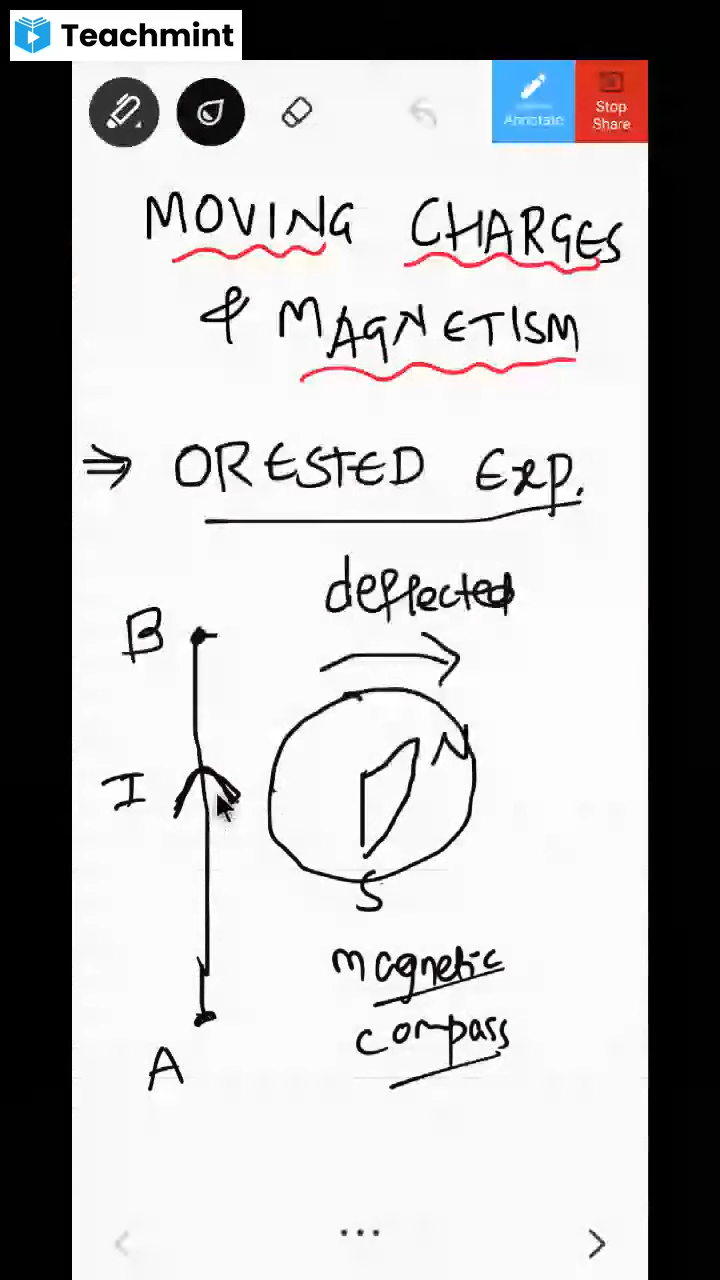 Teachmint
Annotate
Stop
Share
MOVING CHARGES
& MAGNETISM
⇒ ORESTED Exp.
deflected
B
N
I
S
magnetic
compass
A